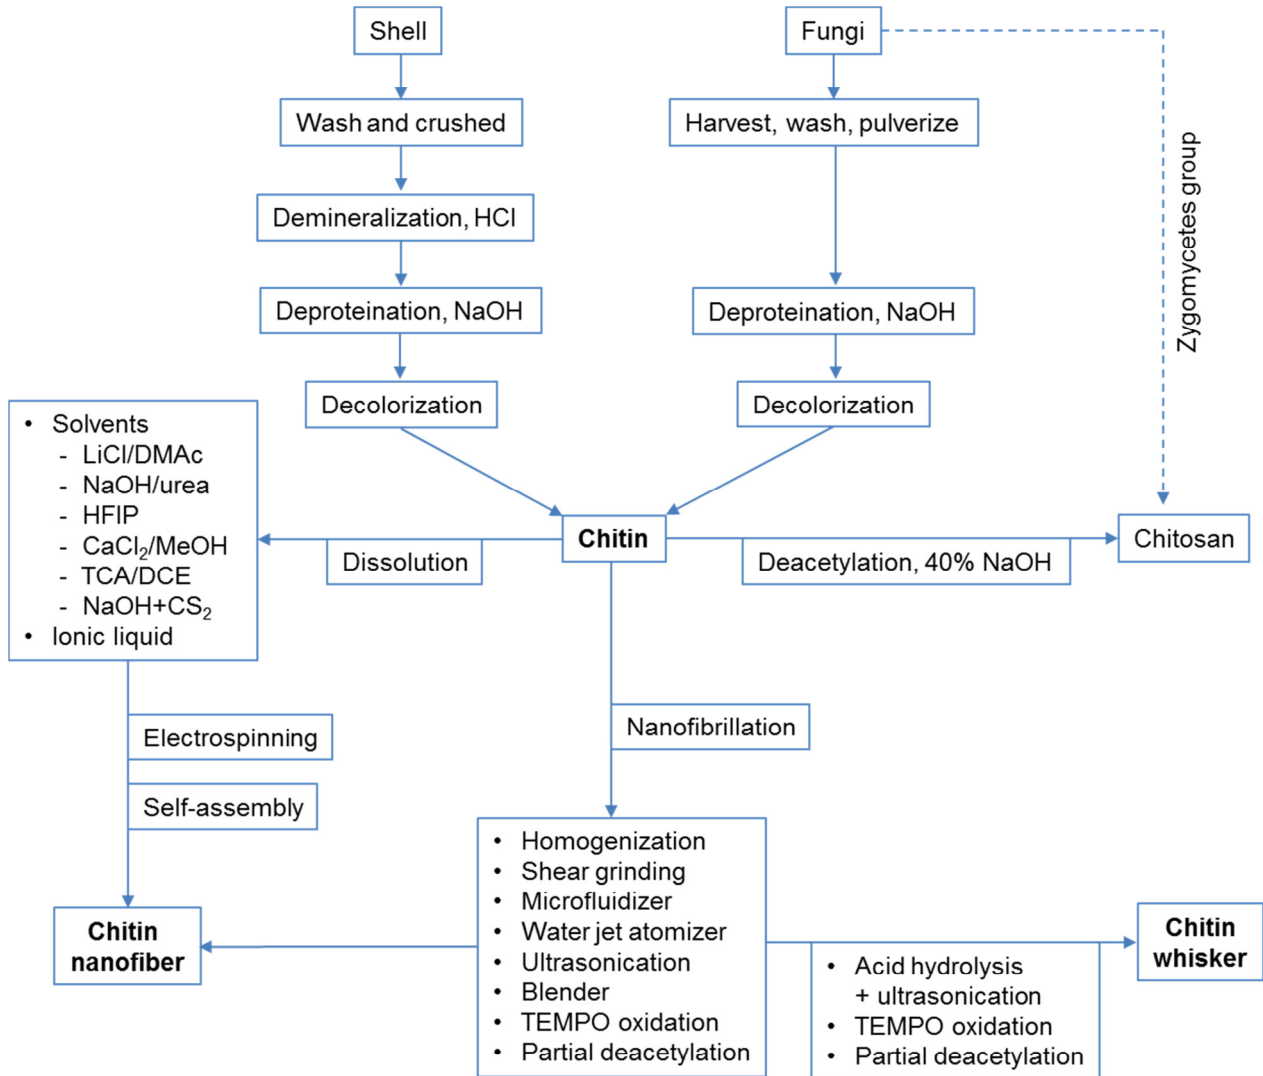 Shell
Fungi
Wash and crushed
Harvest, wash, pulverize
Zygomycetes group
Demineralization, HCl
Deproteination, NaOH
Deproteination, NaOH
Decolorization
Decolorization
• Solvents
- LiCl/DMAc
- NaOH/urea
- HFIP
- CaCl₂/MeOH
- TCA/DCE
- NaOH+CS₂
• Ionic liquid
Dissolution
Chitin
Deacetylation, 40% NaOH
Chitosan
Electrospinning
Self-assembly
Nanofibrillation
Chitin
nanofiber
• Homogenization
• Shear grinding
• Microfluidizer
• Water jet atomizer
• Ultrasonication
• Blender
• TEMPO oxidation
• Partial deacetylation
• Acid hydrolysis
+ ultrasonication
• TEMPO oxidation
• Partial deacetylation
Chitin
whisker